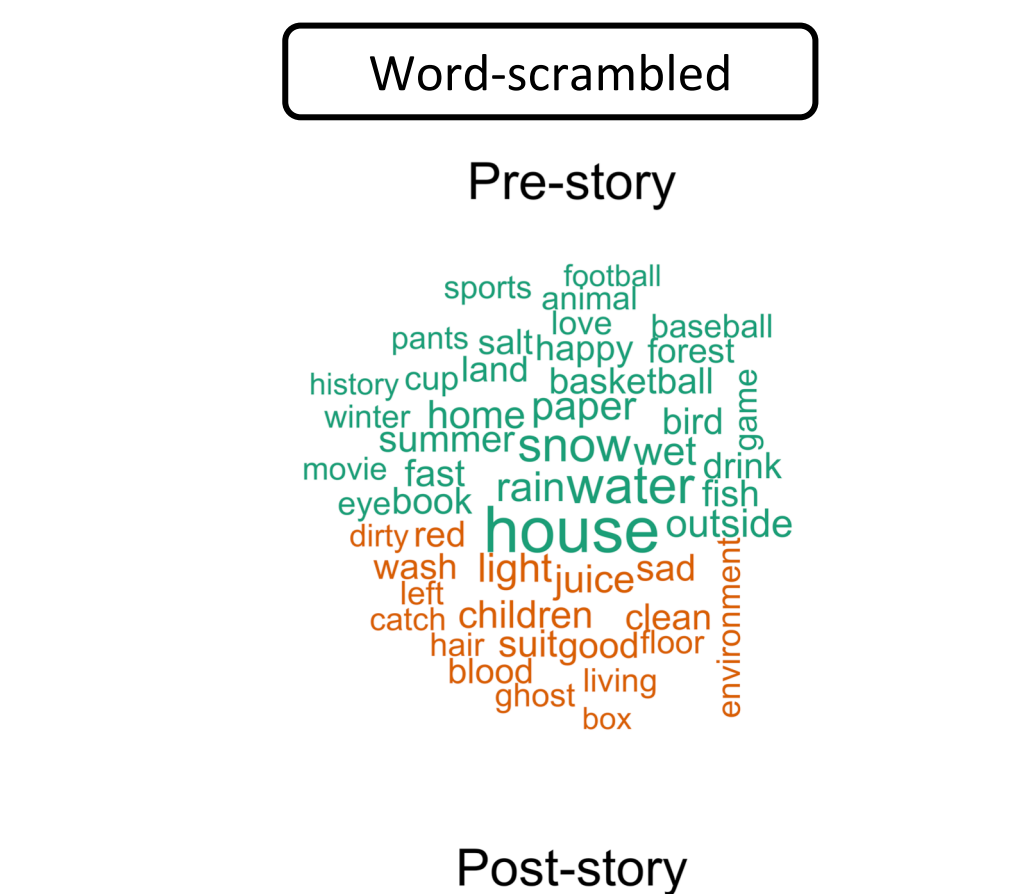 Word-scrambled
Pre-story
sports football
animal
love baseball
pants salt happy forest
history cup land basketball game
winter home paper bird
summer snow wet
movie fast rain water drink
eye book fish
house outside
dirty red
wash light juice sad environment
left
catch children clean
hair suit good floor
blood
ghost living
box
Post-story